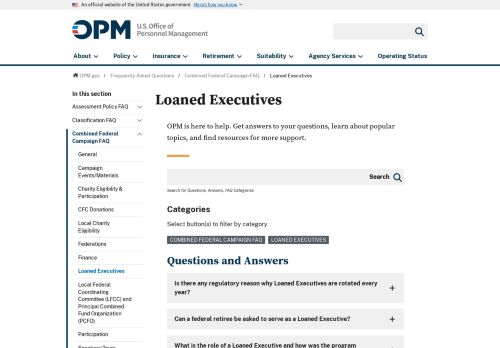 An official website of the United States government Here's how you know
OPM U.S. Office of
Personnel Management
About Policy Insurance Retirement Suitability Agency Services Operating Status
OPM.gov / Frequently Asked Questions / Combined Federal Campaign FAQ / Loaned Executives
In this section
Assessment Policy FAQ
Classification FAQ
Combined Federal
Campaign FAQ
General
Campaign
Events/Materials
Charity Eligibility &
Participation
CFC Donations
Local Charity
Eligibility
Federations
Finance
Loaned Executives
Local Federal
Coordinating
Committee (LFCC) and
Principal Combined
Fund Organization
(PCFO)
Participation
Loaned Executives
OPM is here to help. Get answers to your questions, learn about popular
topics, and find resources for more support.
Search
Search for Questions, Answers, FAQ Categories
Categories
Select button(s) to filter by category
COMBINED FEDERAL CAMPAIGN FAQ LOANED EXECUTIVES
Questions and Answers
Is there any regulatory reason why Loaned Executives are rotated every
year?
Can a federal retiree be asked to serve as a Loaned Executive?
What is the role of a Loaned Executive and how was the program